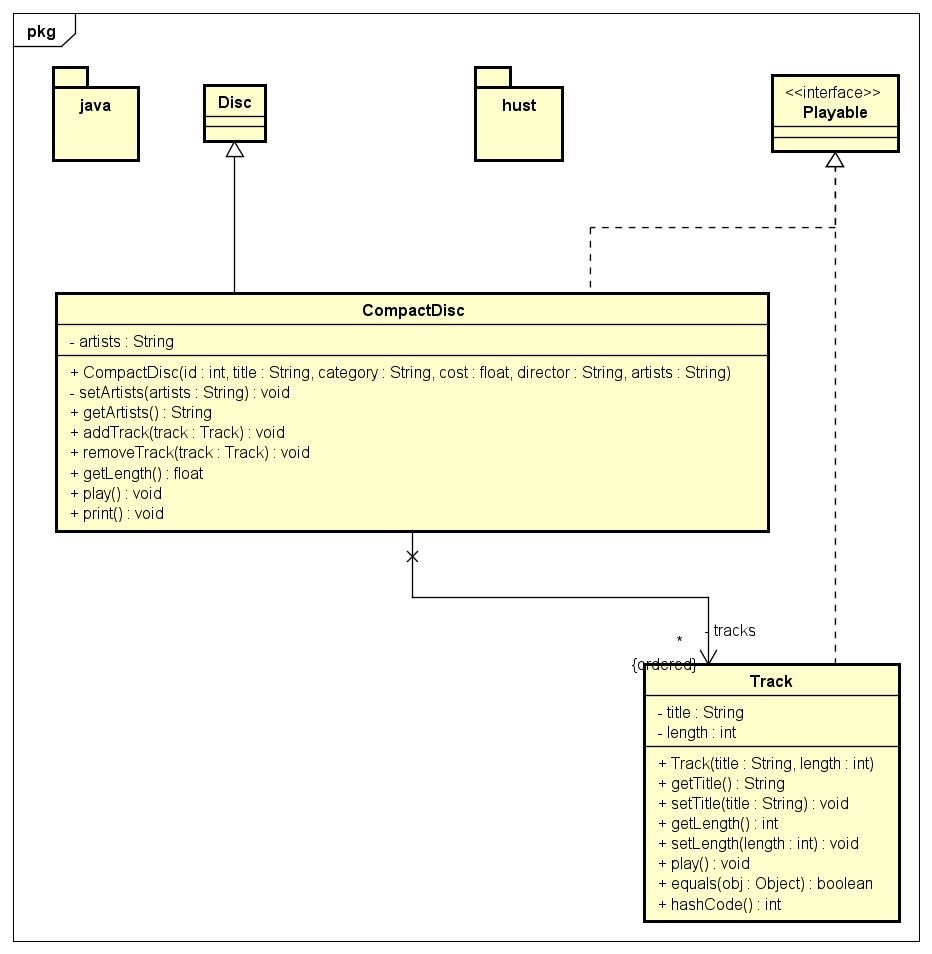 pkg
java
Disc
hust
<<interface>>
Playable
CompactDisc
- artists : String
+ CompactDisc(id : int, title : String, category : String, cost : float, director : String, artists : String)
- setArtists(artists : String) : void
+ getArtists() : String
+ addTrack(track : Track) : void
+ removeTrack(track : Track) : void
+ getLength() : float
+ play() : void
+ print() : void
- tracks
*
{ordered}
Track
- title : String
- length : int
+ Track(title : String, length : int)
+ getTitle() : String
+ setTitle(title : String) : void
+ getLength() : int
+ setLength(length : int) : void
+ play() : void
+ equals(obj : Object) : boolean
+ hashCode() : int